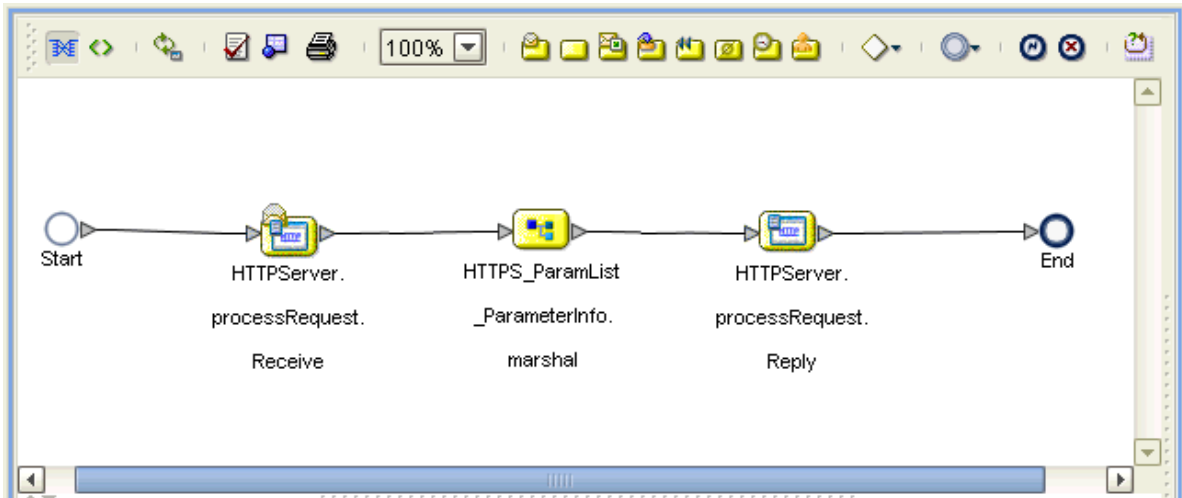 100%
Start
HTTPServer.
processRequest.
Receive
HTTPS_ParamList
_ParameterInfo.
marshal
HTTPServer.
processRequest.
Reply
End